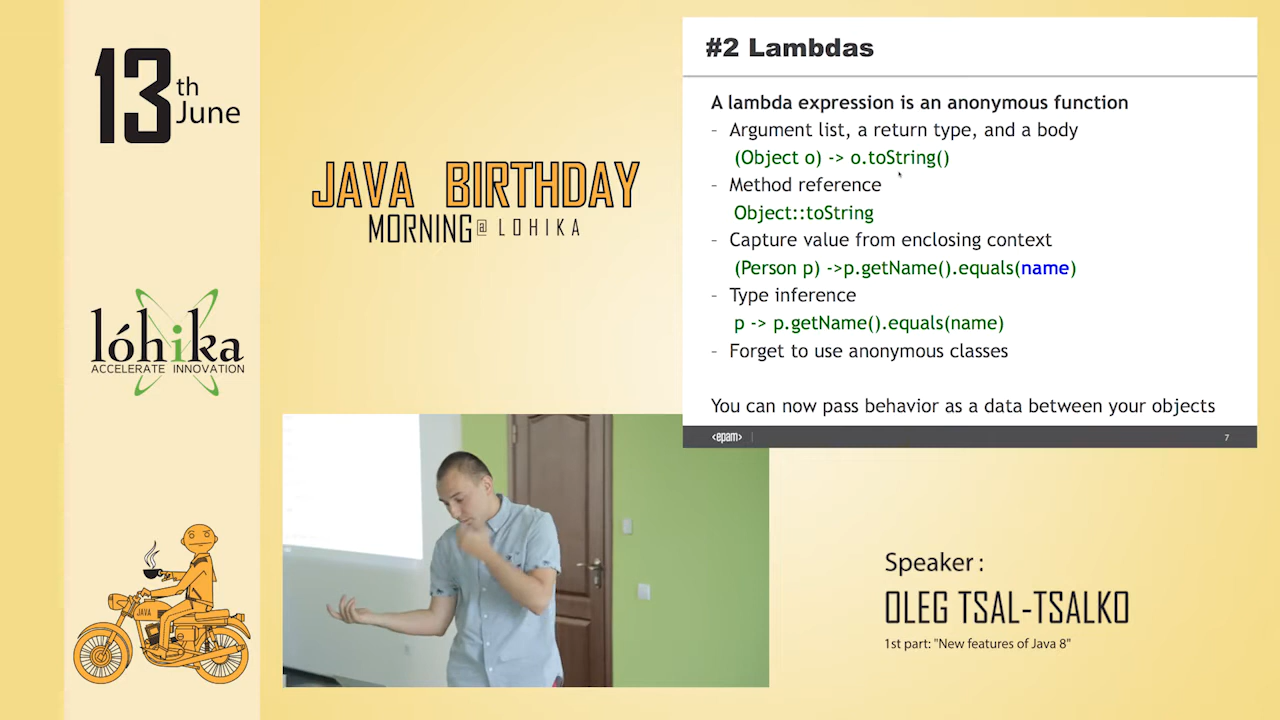 13th June
JAVA BIRTHDAY
MORNING@LOHIKA
lóhika
ACCELERATE INNOVATION
JAVA
#2 Lambdas
A lambda expression is an anonymous function
- Argument list, a return type, and a body
(Object o) -> o.toString()
- Method reference
Object::toString
- Capture value from enclosing context
(Person p) ->p.getName().equals(name)
- Type inference
p -> p.getName().equals(name)
- Forget to use anonymous classes
You can now pass behavior as a data between your objects
<epam> |
7
Speaker :
OLEG TSAL-TSALKO
1st part: "New features of Java 8"